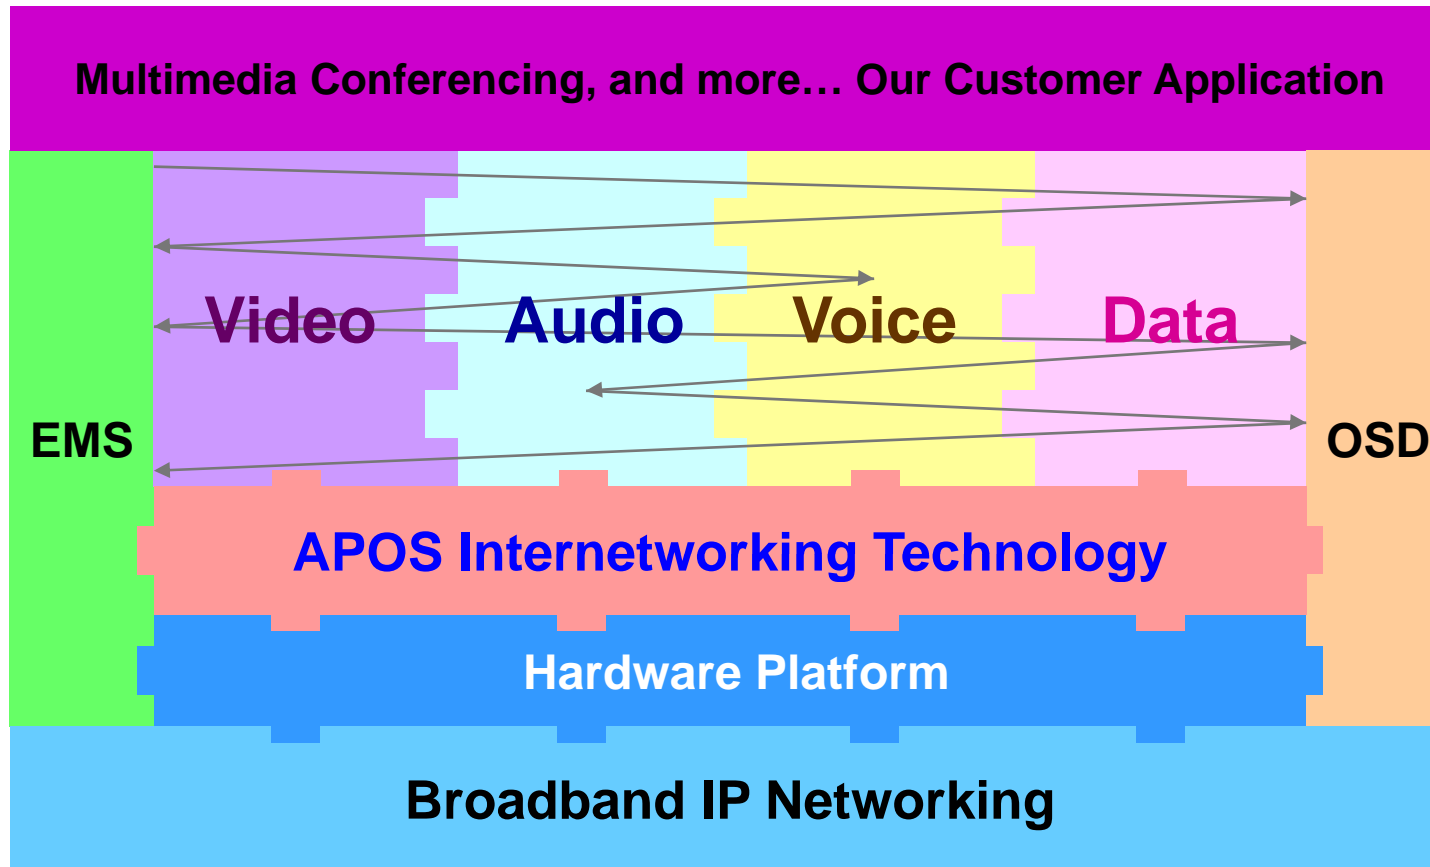 Multimedia Conferencing, and more… Our Customer Application
Video Audio Voice Data
EMS
OSD
APOS Internetworking Technology
Hardware Platform
Broadband IP Networking